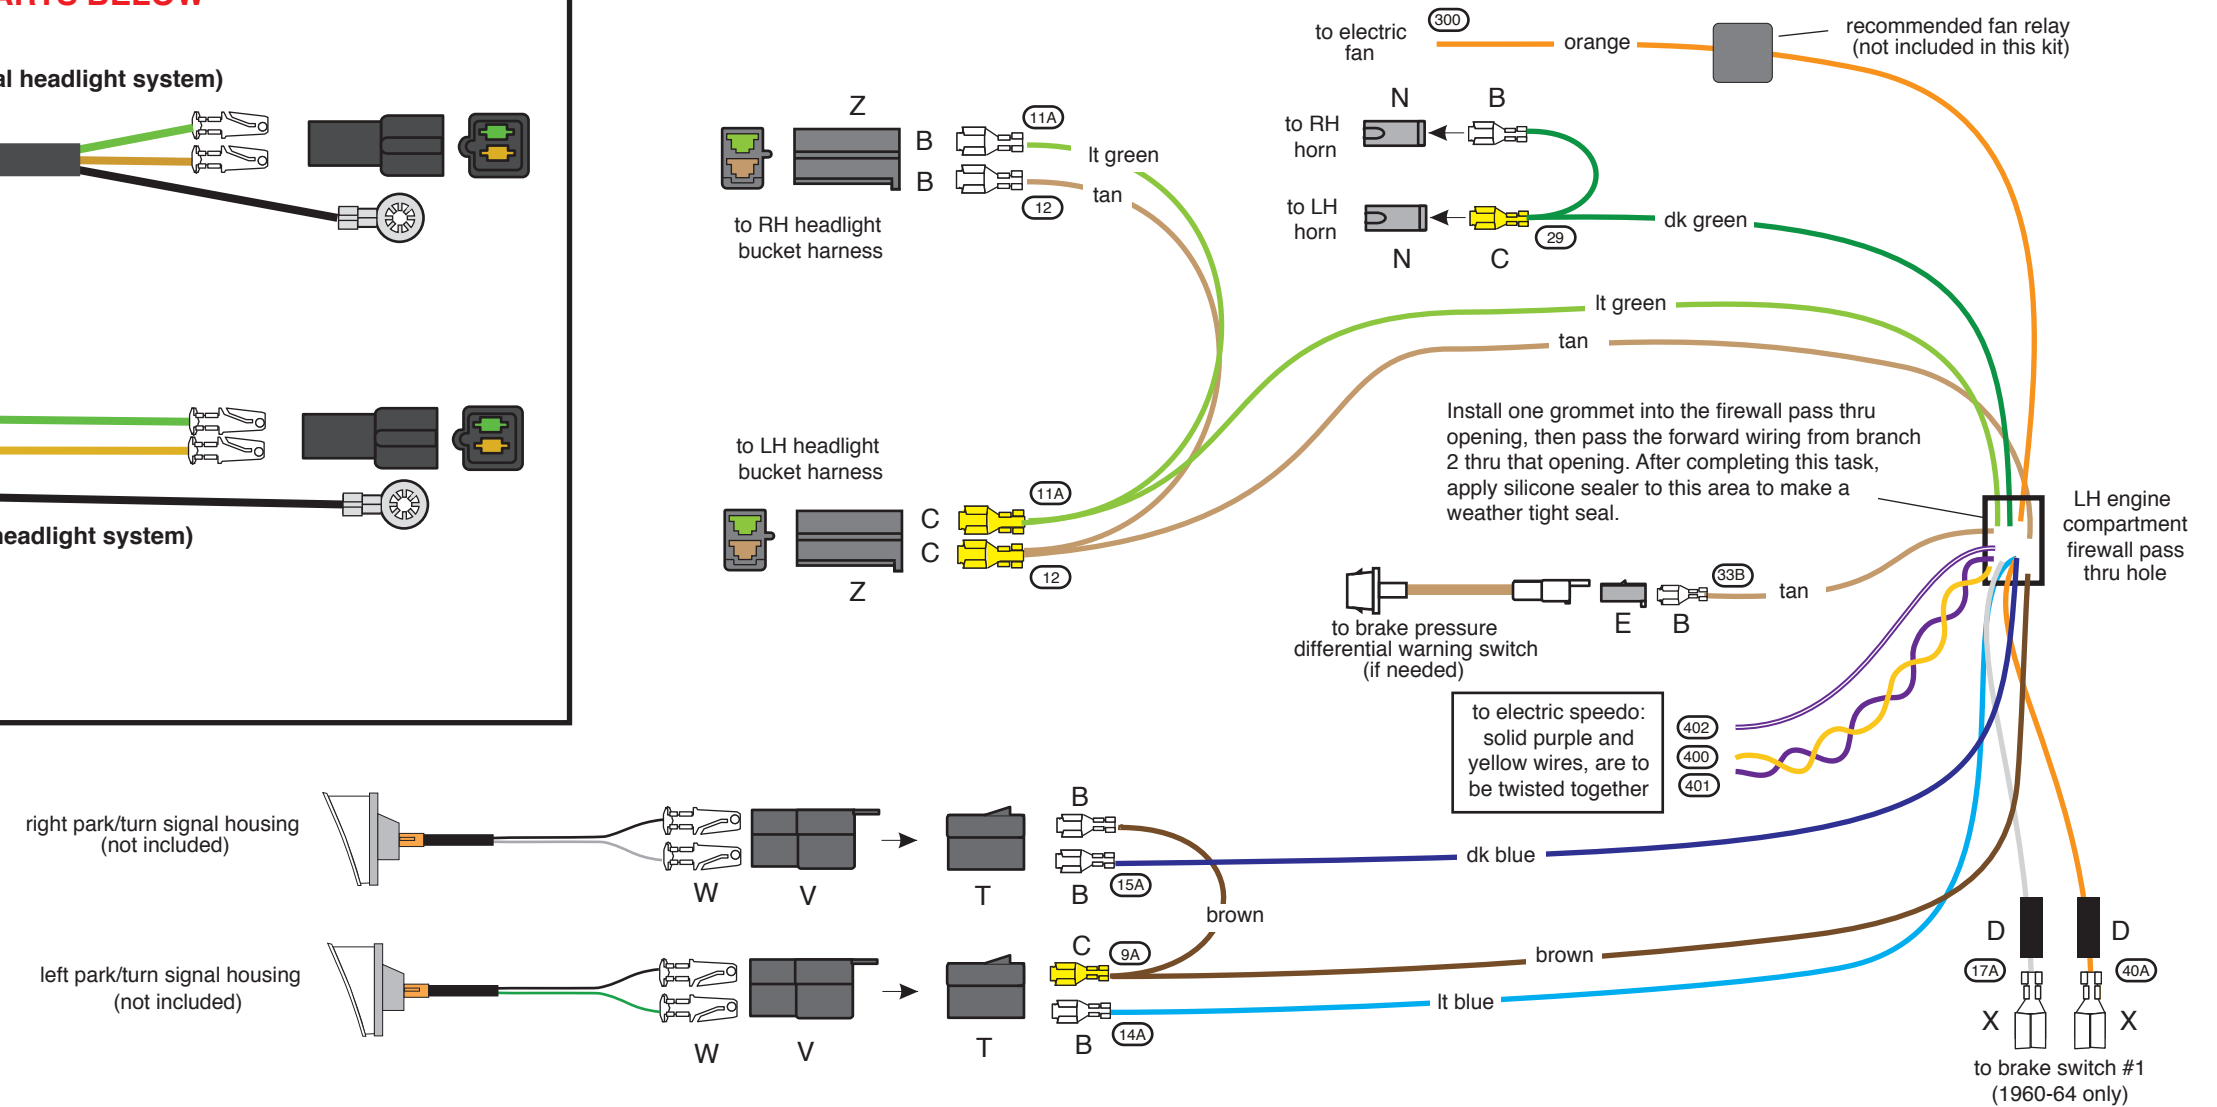 ARTS BELOW
al headlight system)
headlight system)
to electric
fan
300
orange
recommended fan relay
(not included in this kit)
N
B
to RH
horn
to LH
horn
29
N
C
dk green
Z
B
11A
lt green
B
tan
12
to RH headlight
bucket harness
lt green
tan
to LH headlight
bucket harness
11A
C
C
12
Z
Install one grommet into the firewall pass thru
opening, then pass the forward wiring from branch
2 thru that opening. After completing this task,
apply silicone sealer to this area to make a
weather tight seal.
LH engine
compartment
firewall pass
thru hole
33B
tan
E
B
to brake pressure
differential warning switch
(if needed)
to electric speedo:
solid purple and
yellow wires, are to
be twisted together
402
400
401
right park/turn signal housing
(not included)
W
V
T
B
B
15A
dk blue
brown
left park/turn signal housing
(not included)
W
V
T
C
9A
brown
B
14A
lt blue
D
D
17A
40A
X
X
to brake switch #1
(1960-64 only)